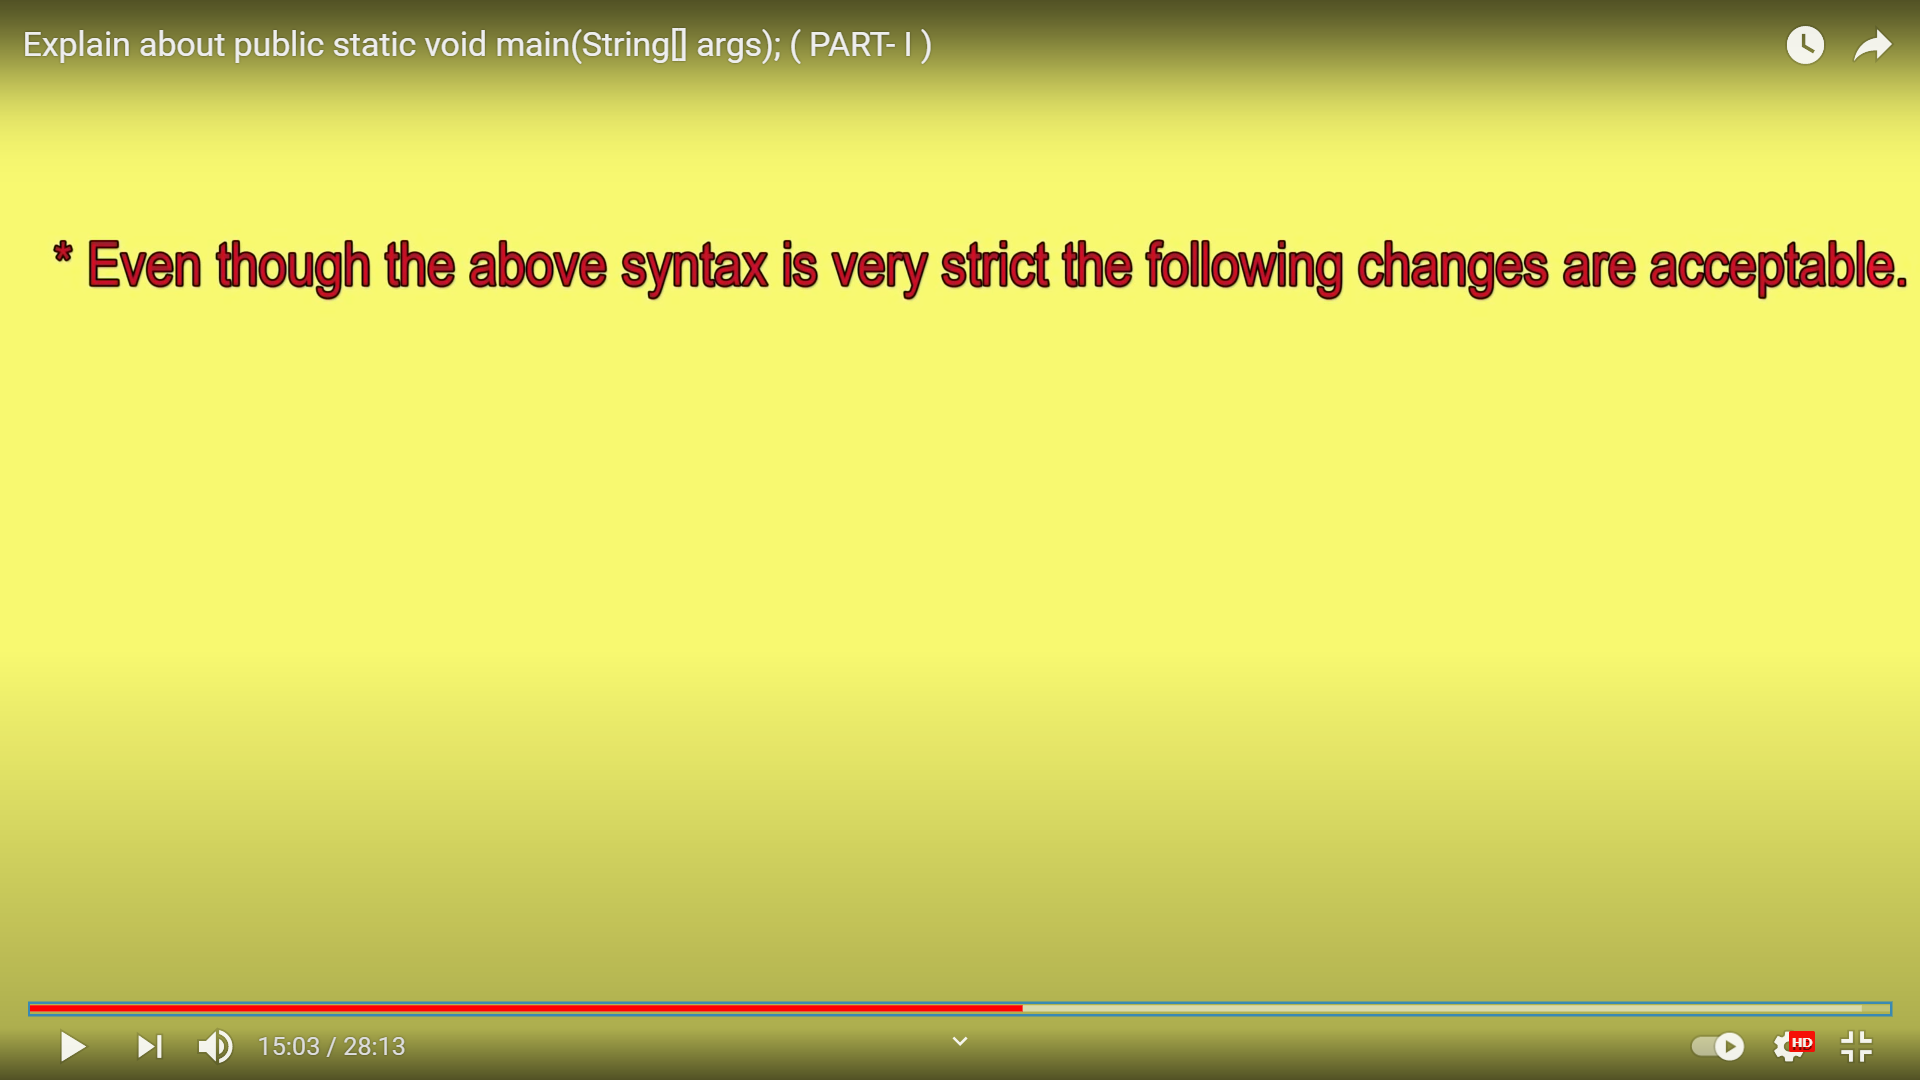 Explain about public static void main(String[] args); ( PART- I )
* Even though the above syntax is very strict the following changes are acceptable.
15:03 / 28:13
HD